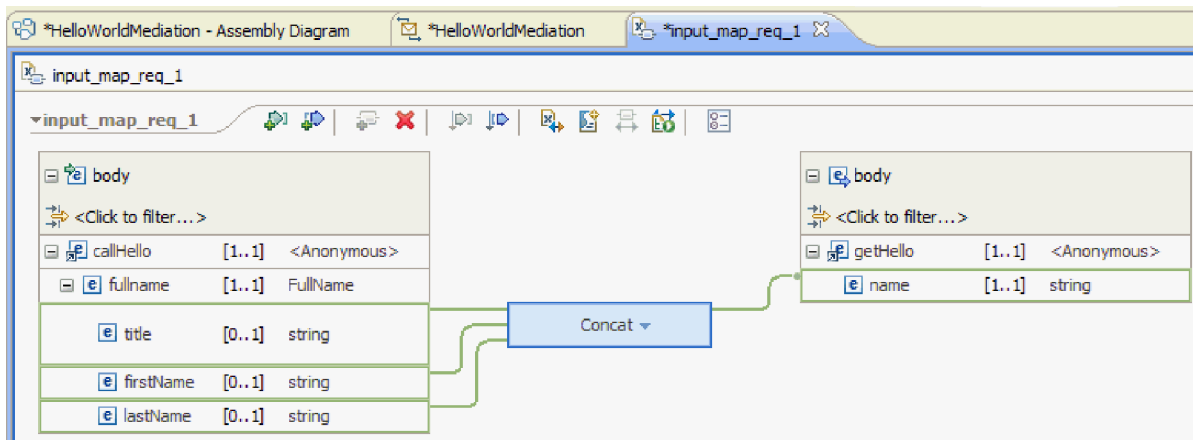 *HelloWorldMediation - Assembly Diagram *HelloWorldMediation *input_map_req_1
input_map_req_1
input_map_req_1
body
<Click to filter...>
callHello [1..1] <Anonymous>
fullname [1..1] FullName
title [0..1] string
firstName [0..1] string
lastName [0..1] string
Concat
body
<Click to filter...>
getHello [1..1] <Anonymous>
name [1..1] string